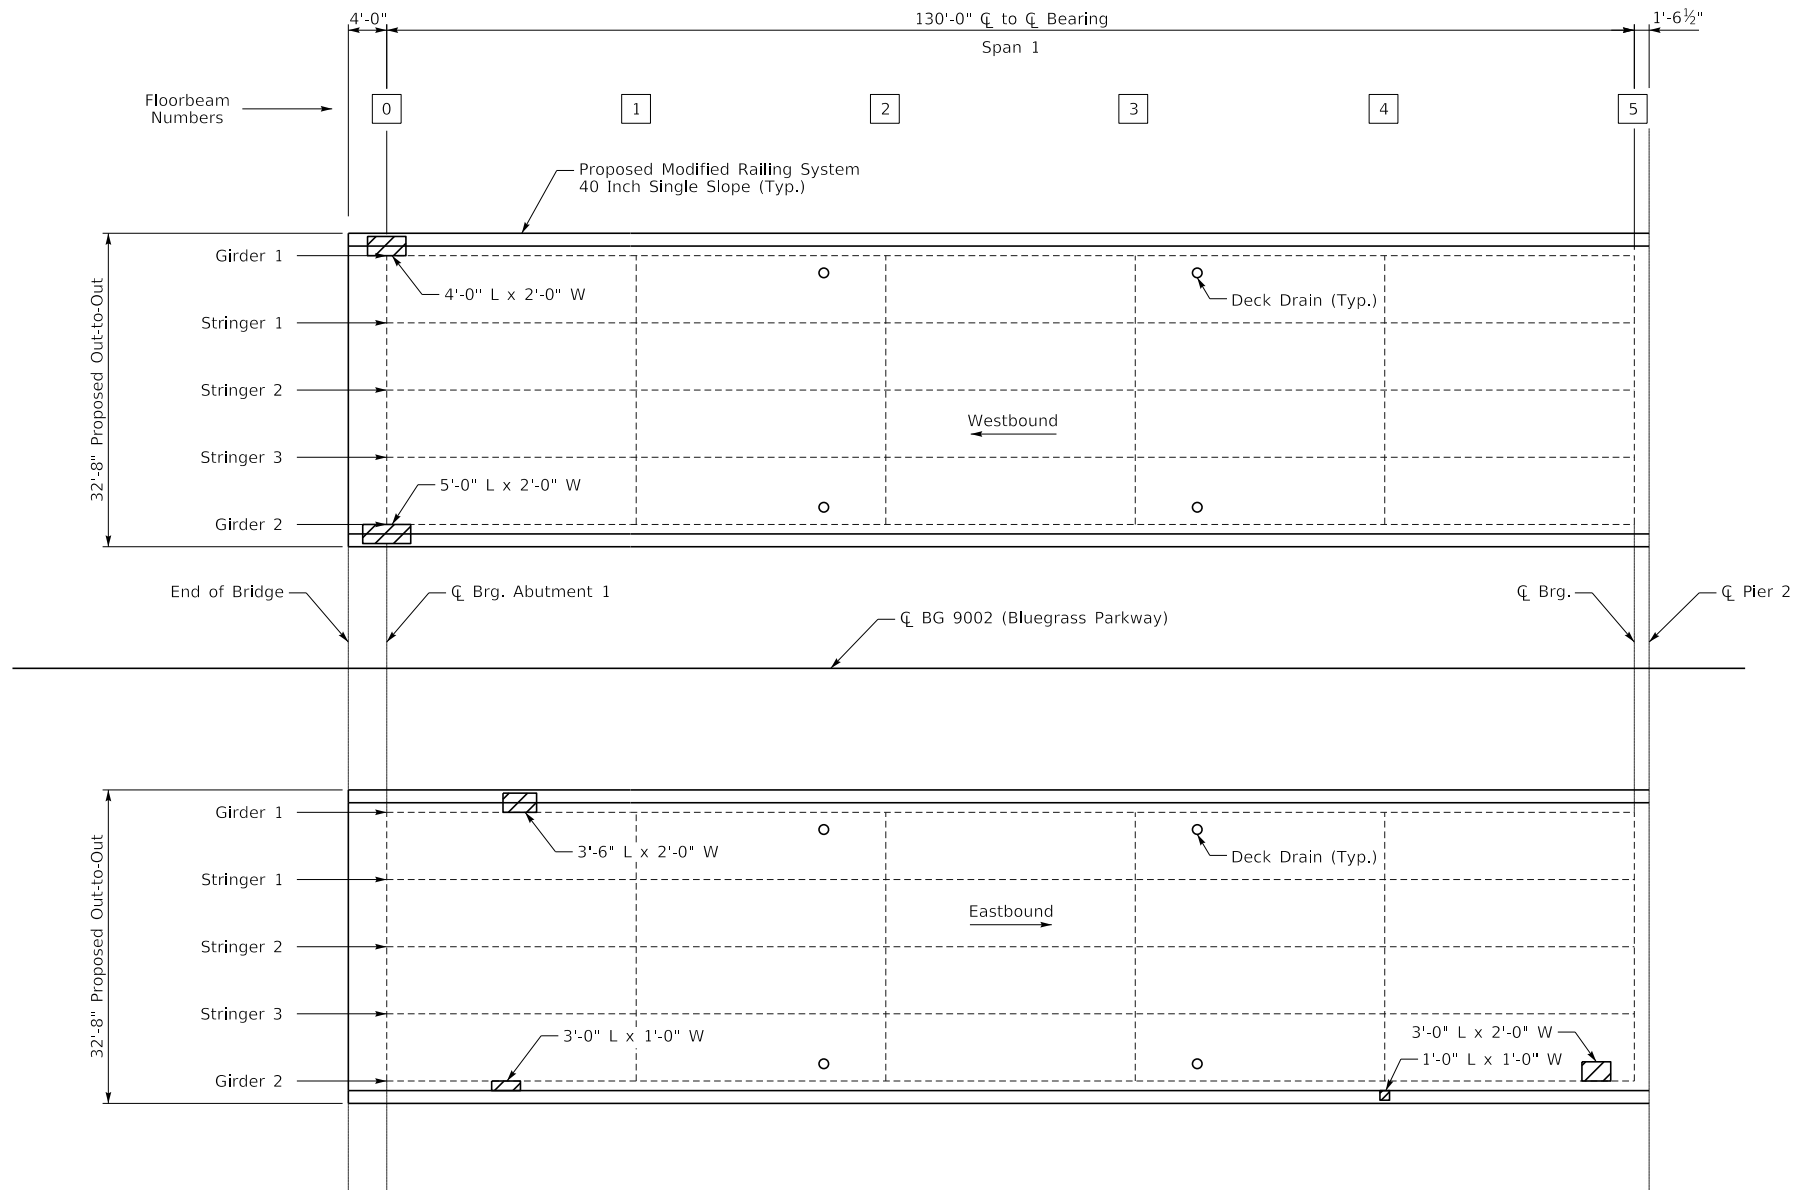 4'-0"
130'-0" ℄ to ℄ Bearing
1'-6½"
Span 1
Floorbeam
Numbers
0
1
2
3
4
5
Proposed Modified Railing System
40 Inch Single Slope (Typ.)
32'-8" Proposed Out-to-Out
Girder 1
4'-0" L x 2'-0" W
Deck Drain (Typ.)
Stringer 1
Stringer 2
Westbound
Stringer 3
5'-0" L x 2'-0" W
Girder 2
End of Bridge
℄ Brg. Abutment 1
℄ BG 9002 (Bluegrass Parkway)
℄ Brg.
℄ Pier 2
32'-8" Proposed Out-to-Out
Girder 1
3'-6" L x 2'-0" W
Deck Drain (Typ.)
Stringer 1
Eastbound
Stringer 2
Stringer 3
3'-0" L x 1'-0" W
3'-0" L x 2'-0" W
1'-0" L x 1'-0" W
Girder 2